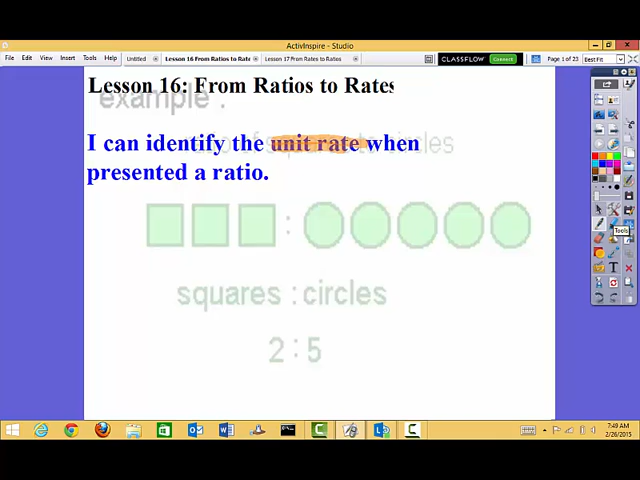 ActivInspire - Studio
File Edit View Insert Tools Help Untitled Lesson 16 From Ratios to Rate Lesson 17 From Rates to Ratios CLASSFLOW Connect Page 1 of 23 Best Fit
Lesson 16: From Ratios to Rates
example :
I can identify the unit rate when
circles
presented a ratio.
Tools
squares : circles
2 : 5
7:49 AM
2/26/2015